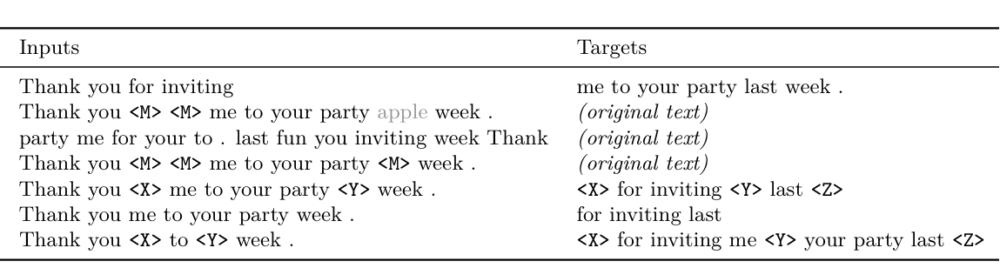 Inputs Targets
Thank you for inviting me to your party last week .
Thank you <M> <M> me to your party apple week . (original text)
party me for your to . last fun you inviting week Thank (original text)
Thank you <M> <M> me to your party <M> week . (original text)
Thank you <X> me to your party <Y> week . <X> for inviting <Y> last <Z>
Thank you me to your party week . for inviting last
Thank you <X> to <Y> week . <X> for inviting me <Y> your party last <Z>